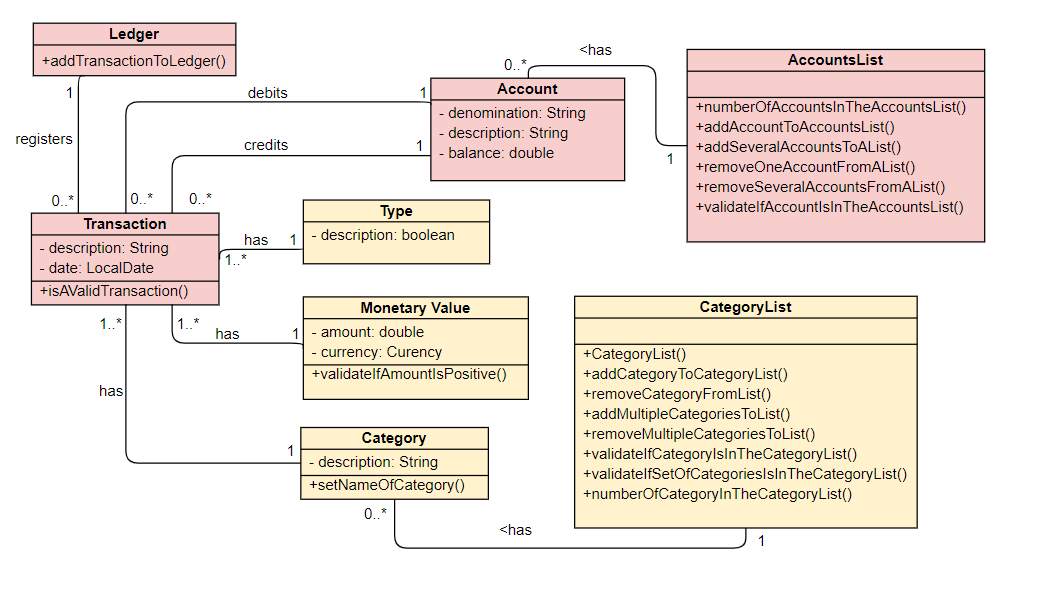 Ledger
+addTransactionToLedger()
1
registers
0..*
debits
1
credits
1
0..*
0..*
<has
0..*
1
Account
- denomination: String
- description: String
- balance: double
AccountsList
+numberOfAccountsInTheAccountsList()
+addAccountToAccountsList()
+addSeveralAccountsToAList()
+removeOneAccountFromAList()
+removeSeveralAccountsFromAList()
+validateIfAccountIsInTheAccountsList()
Transaction
- description: String
- date: LocalDate
+isAValidTransaction()
has
1
1..*
Type
- description: boolean
1..*
1..*
has
1
Monetary Value
- amount: double
- currency: Curency
+validateIfAmountIsPositive()
has
1
Category
- description: String
+setNameOfCategory()
0..*
<has
1
CategoryList
+CategoryList()
+addCategoryToCategoryList()
+removeCategoryFromList()
+addMultipleCategoriesToList()
+removeMultipleCategoriesToList()
+validateIfCategoryIsInTheCategoryList()
+validateIfSetOfCategoriesIsInTheCategoryList()
+numberOfCategoryInTheCategoryList()